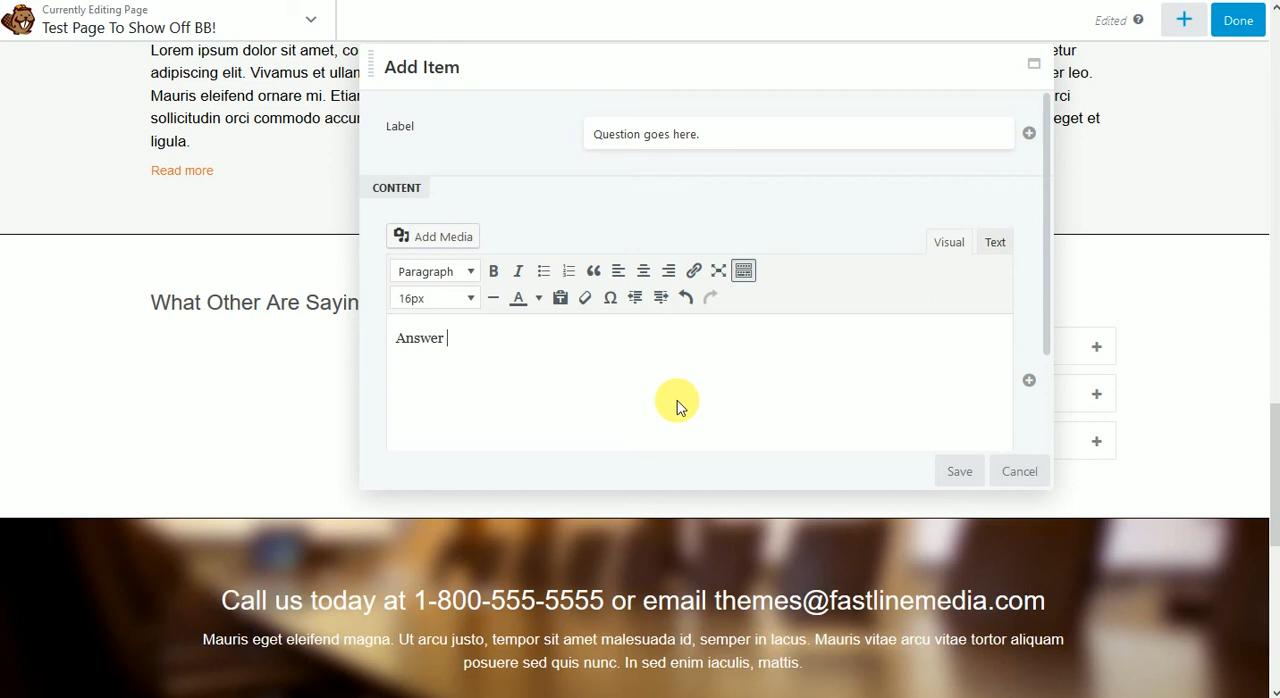 Currently Editing Page
Test Page To Show Off BB!
Edited
Done
Lorem ipsum dolor sit amet, co
adipiscing elit. Vivamus et ullam
Mauris eleifend ornare mi. Etiar
sollicitudin orci commodo accur
ligula.
Read more
etur
er leo.
rci
eget et
Add Item
Label
Question goes here.
CONTENT
Add Media
Visual
Text
Paragraph
16px
Answer
Save
Cancel
What Other Are Sayin
Call us today at 1-800-555-5555 or email themes@fastlinemedia.com
Mauris eget eleifend magna. Ut arcu justo, tempor sit amet malesuada id, semper in lacus. Mauris vitae arcu vitae tortor aliquam
posuere sed quis nunc. In sed enim iaculis, mattis.